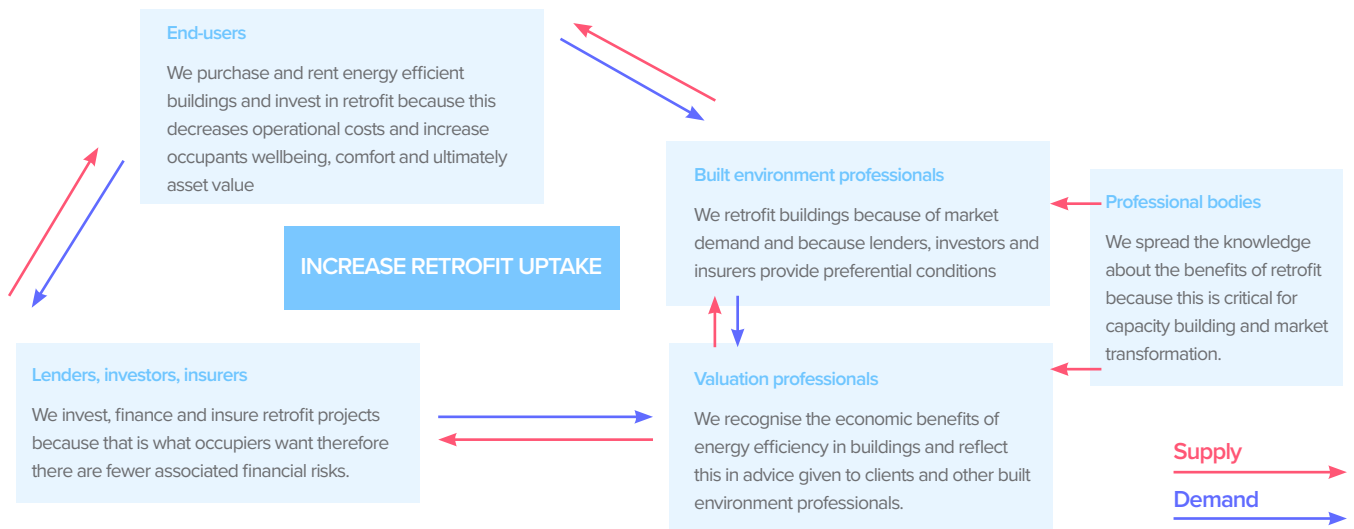 End-users
We purchase and rent energy efficient
buildings and invest in retrofit because this
decreases operational costs and increase
occupants wellbeing, comfort and ultimately
asset value
Built environment professionals
We retrofit buildings because of market
demand and because lenders, investors and
insurers provide preferential conditions
Professional bodies
We spread the knowledge
about the benefits of retrofit
because this is critical for
capacity building and market
transformation.
INCREASE RETROFIT UPTAKE
Lenders, investors, insurers
We invest, finance and insure retrofit projects
because that is what occupiers want therefore
there are fewer associated financial risks.
Valuation professionals
We recognise the economic benefits of
energy efficiency in buildings and reflect
this in advice given to clients and other built
environment professionals.
Supply
Demand